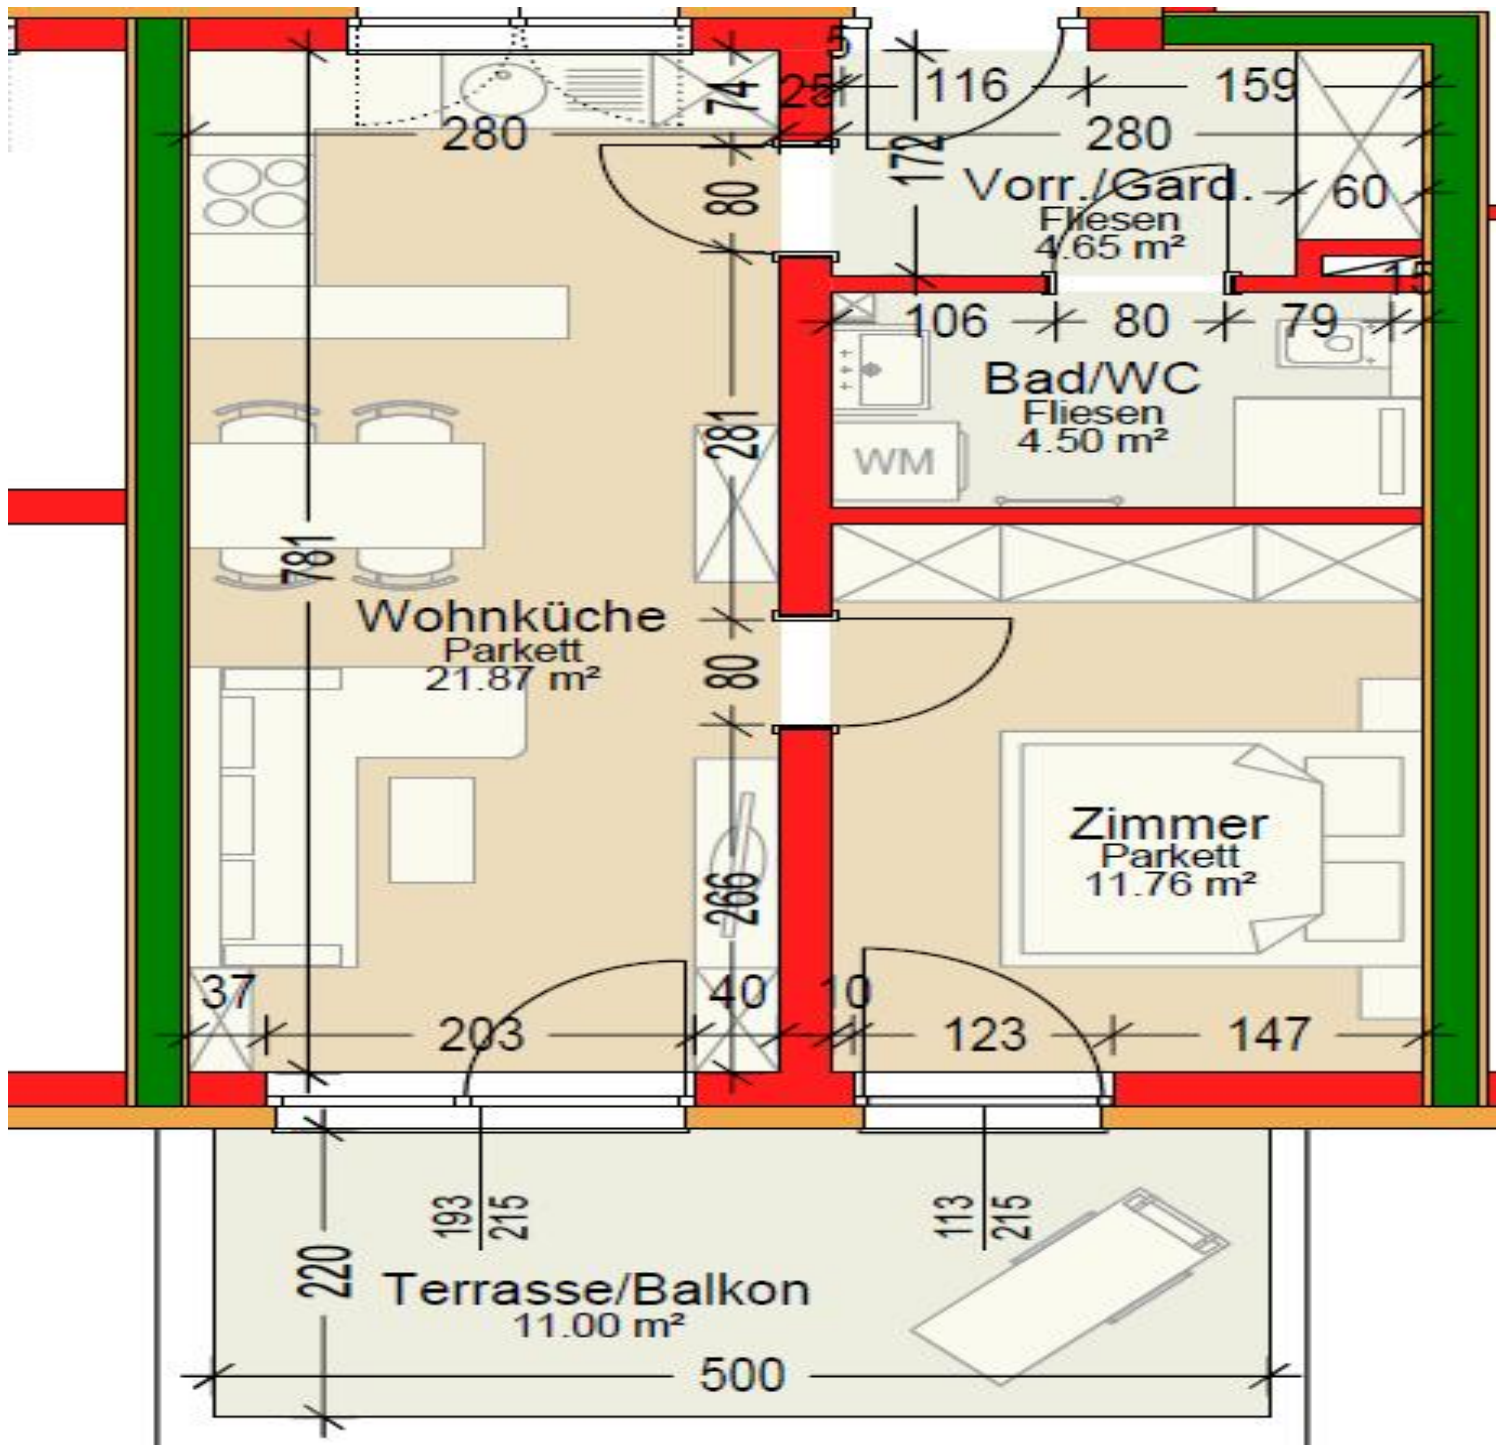 5
74
25
116
159
280
280
172
Vorr./Gard.
60
80
Fliesen
4.65 m²
15
106
80
79
Bad/WC
Fliesen
4.50 m²
281
WM
781
Wohnküche
Parkett
21.87 m²
80
Zimmer
Parkett
11.76 m²
266
37
40
10
203
123
147
193
215
113
215
220
Terrasse/Balkon
11.00 m²
500